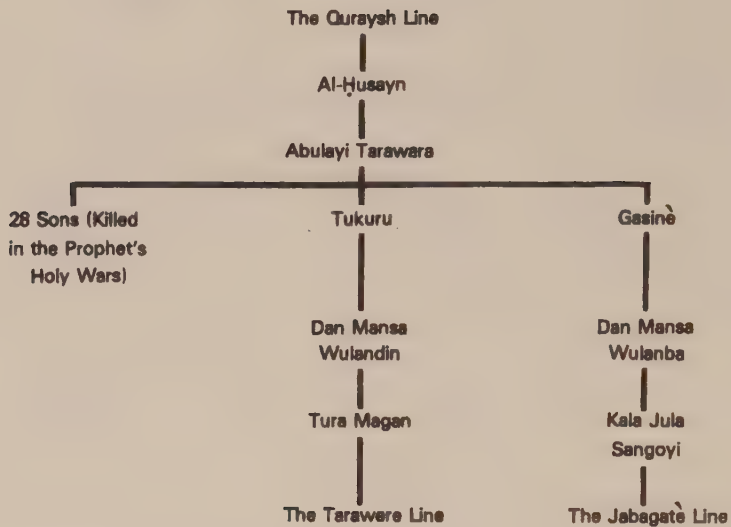 The Quraysh Line
Al-Ḥusayn
Abulayi Tarawara
28 Sons (Killed
in the Prophet's
Holy Wars)
Tukuru
Gasinè
Dan Mansa
Wulandin
Dan Mansa
Wulanba
Tura Magan
Kala Jula
Sangoyi
The Tarawere Line
The Jabagatè Line